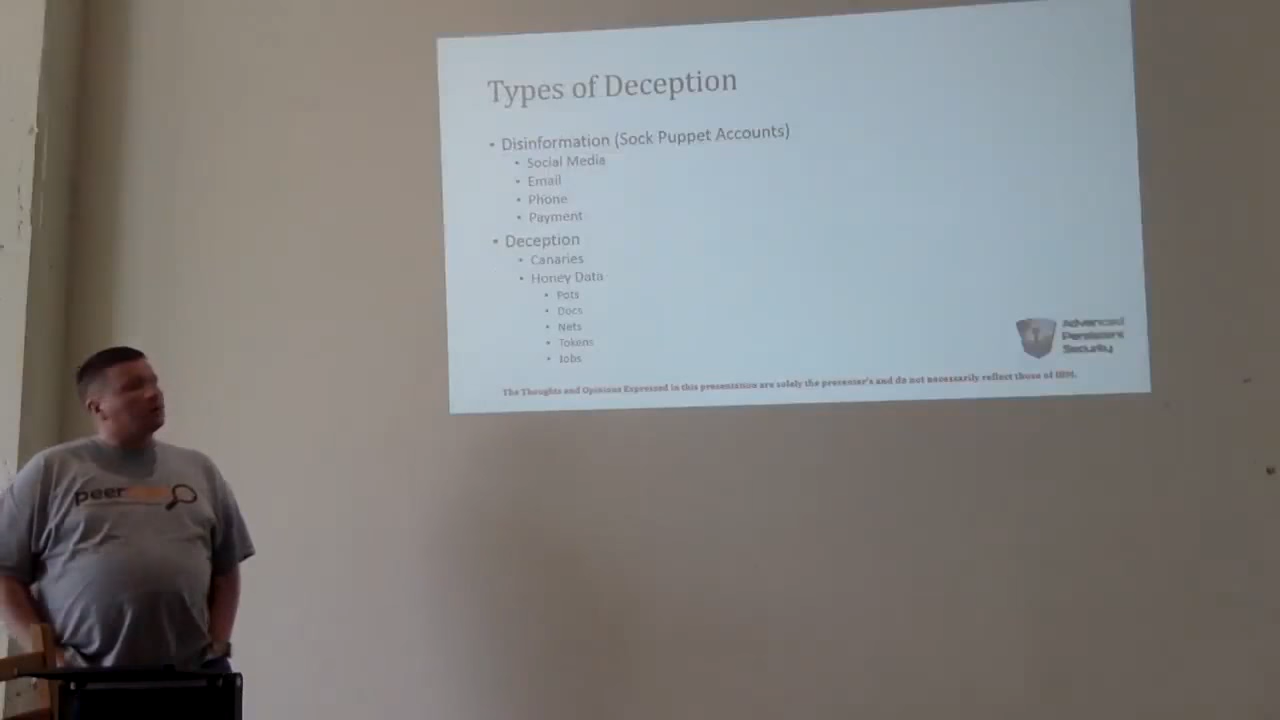 Types of Deception
• Disinformation (Sock Puppet Accounts)
• Social Media
• Email
• Phone
• Payment
• Deception
• Canaries
• Honey Data
• Pots
• Docs
• Nets
• Tokens
• Jobs
Advanced
Persistent
Security
The Thoughts and Opinions Expressed in this presentation are solely the presenter's and do not necessarily reflect those of IBM.
peer